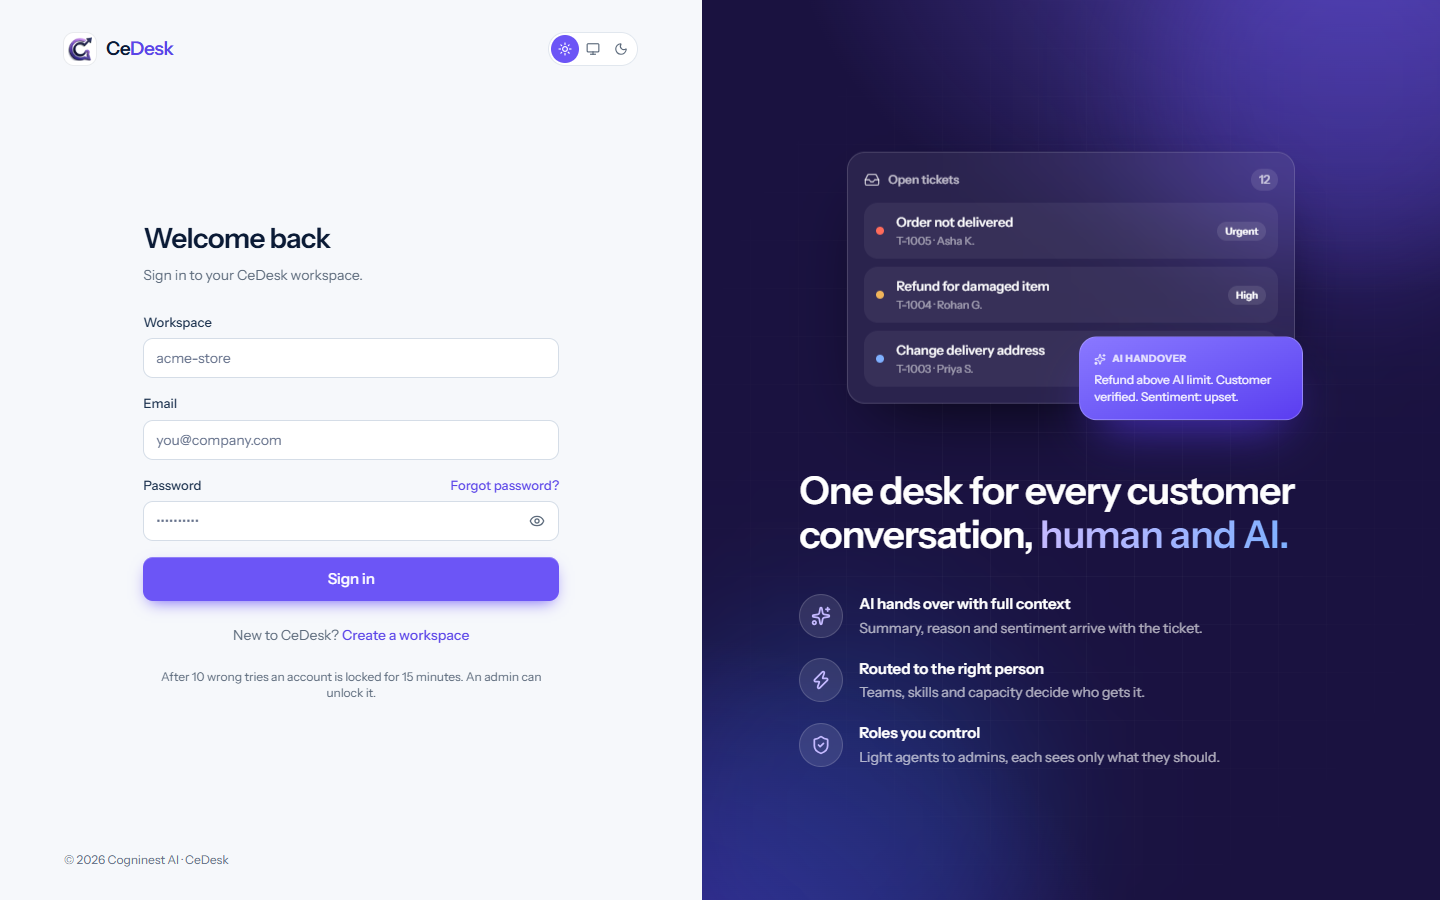 CeDesk
Welcome back
Sign in to your CeDesk workspace.
Workspace
acme-store
Email
you@company.com
Password
Forgot password?
••••••••••
Sign in
New to CeDesk? Create a workspace
After 10 wrong tries an account is locked for 15 minutes. An admin can
unlock it.
© 2026 Cogninest AI · CeDesk
Open tickets
12
Order not delivered
T-1005 · Asha K.
Urgent
Refund for damaged item
T-1004 · Rohan G.
High
Change delivery address
T-1003 · Priya S.
AI HANDOVER
Refund above AI limit. Customer
verified. Sentiment: upset.
One desk for every customer
conversation, human and AI.
AI hands over with full context
Summary, reason and sentiment arrive with the ticket.
Routed to the right person
Teams, skills and capacity decide who gets it.
Roles you control
Light agents to admins, each sees only what they should.